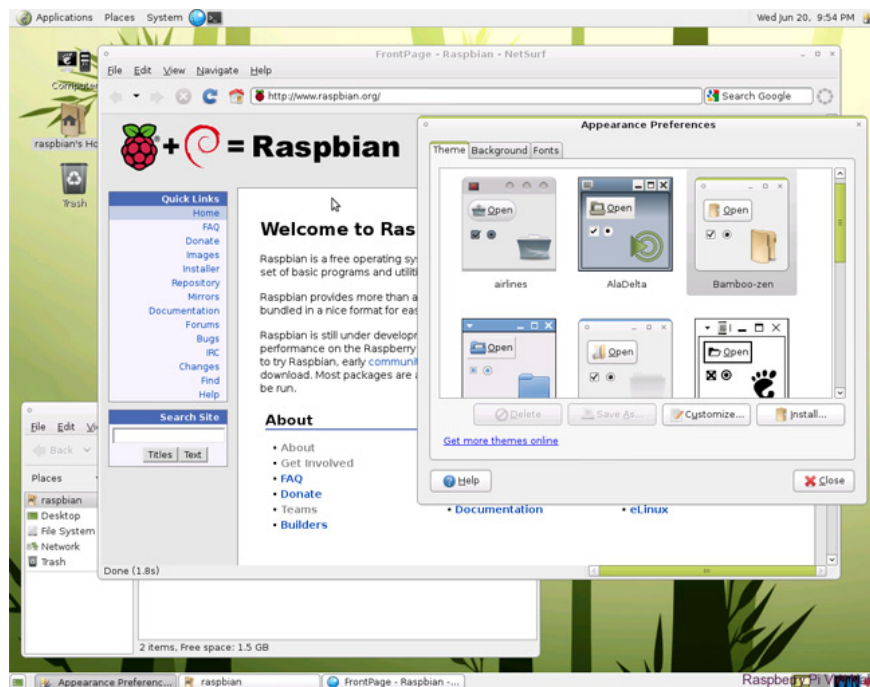 Applications Places System
Wed Jun 20, 9:54 PM
Computer
raspbian's Ho
Trash
FrontPage - Raspbian - NetSurf
File Edit View Navigate Help
http://www.raspbian.org/
Search Google
+ = Raspbian
Quick Links
Home
FAQ
Donate
Images
Installer
Repository
Mirrors
Documentation
Forums
Bugs
IRC
Changes
Find
Help
Search Site
Titles Text
Welcome to Ras
Raspbian is a free operating sys
set of basic programs and utiliti
Raspbian provides more than a
bundled in a nice format for eas
Raspbian is still under develop
performance on the Raspberry
to try Raspbian, early communit
download. Most packages are a
be run.
About
• About
• Get Involved
• FAQ
• Donate
• Teams
• Builders
• Documentation
• eLinux
Done (1.8s)
Appearance Preferences
Theme Background Fonts
Open
Open
Open
airlines
AlaDelta
Bamboo-zen
Open
Open
Open
Delete
Save As...
Customize...
Install...
Get more themes online
Help
Close
File Edit Vi
Back
Places
raspbian
Desktop
File System
Network
Trash
2 items, Free space: 1.5 GB
Appearance Preferenc...
raspbian
FrontPage - Raspbian -...
Raspberry Pi